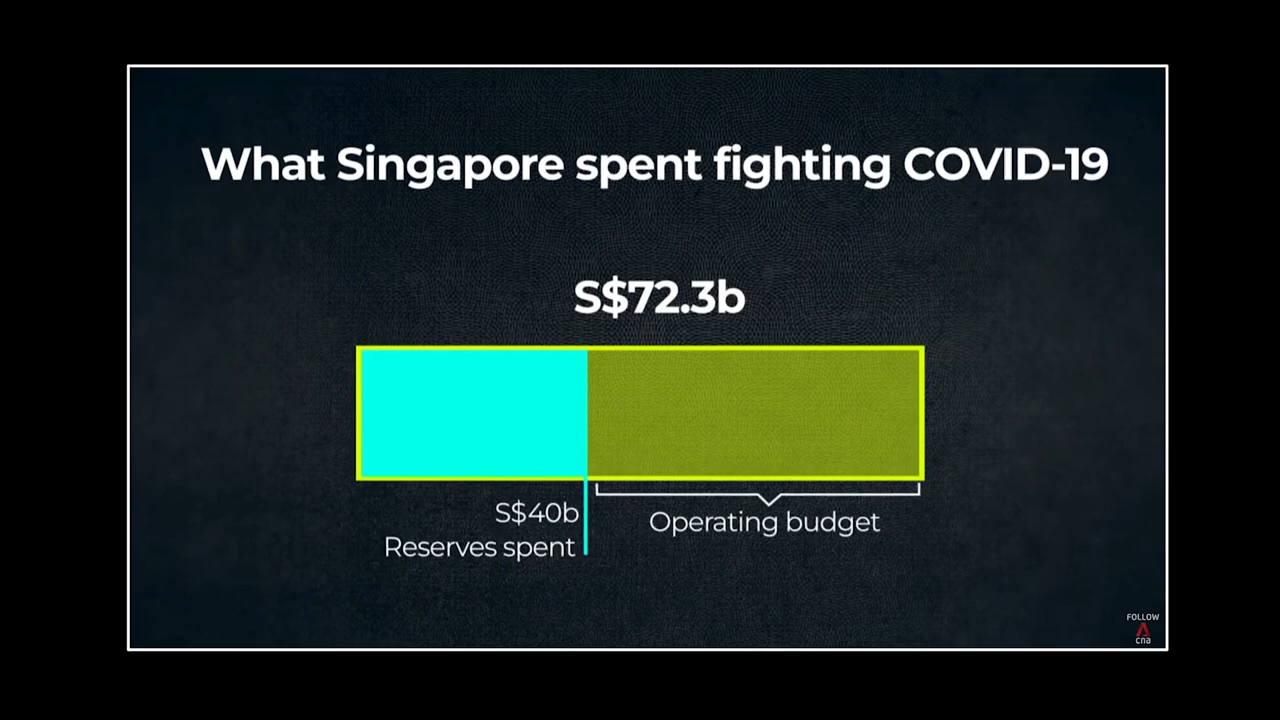 What Singapore spent fighting COVID-19
S$72.3b
S$40b
Reserves spent
Operating budget
FOLLOW
cna